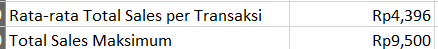 Rata-rata Total Sales per Transaksi Rp4,396
Total Sales Maksimum Rp9,500